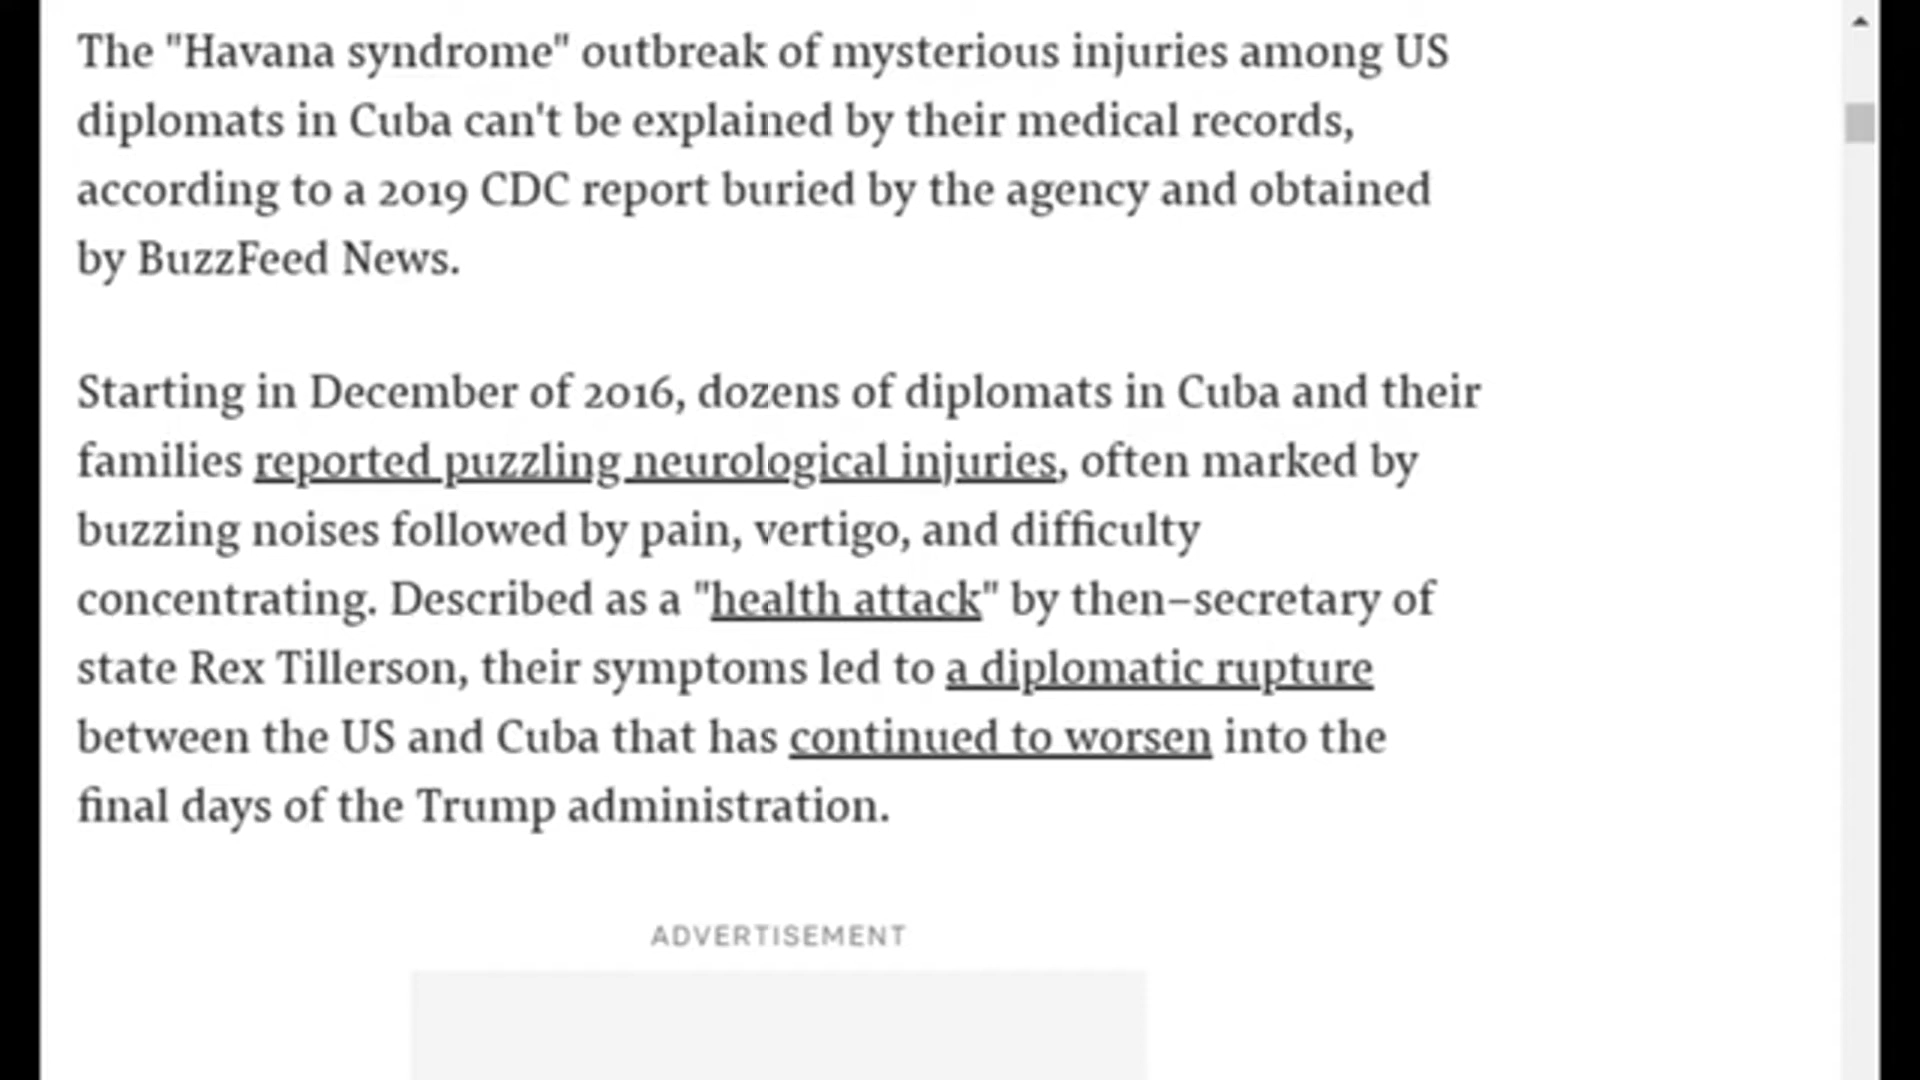 The "Havana syndrome" outbreak of mysterious injuries among US
diplomats in Cuba can't be explained by their medical records,
according to a 2019 CDC report buried by the agency and obtained
by BuzzFeed News.
Starting in December of 2016, dozens of diplomats in Cuba and their
families reported puzzling neurological injuries, often marked by
buzzing noises followed by pain, vertigo, and difficulty
concentrating. Described as a "health attack" by then–secretary of
state Rex Tillerson, their symptoms led to a diplomatic rupture
between the US and Cuba that has continued to worsen into the
final days of the Trump administration.
ADVERTISEMENT